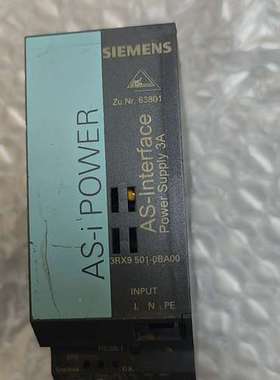 SIEMENS
Zu.Nr. 63801
AS-i POWER
AS-Interface
Power Supply 3A
3RX9 501-0BA00
INPUT
L N PE